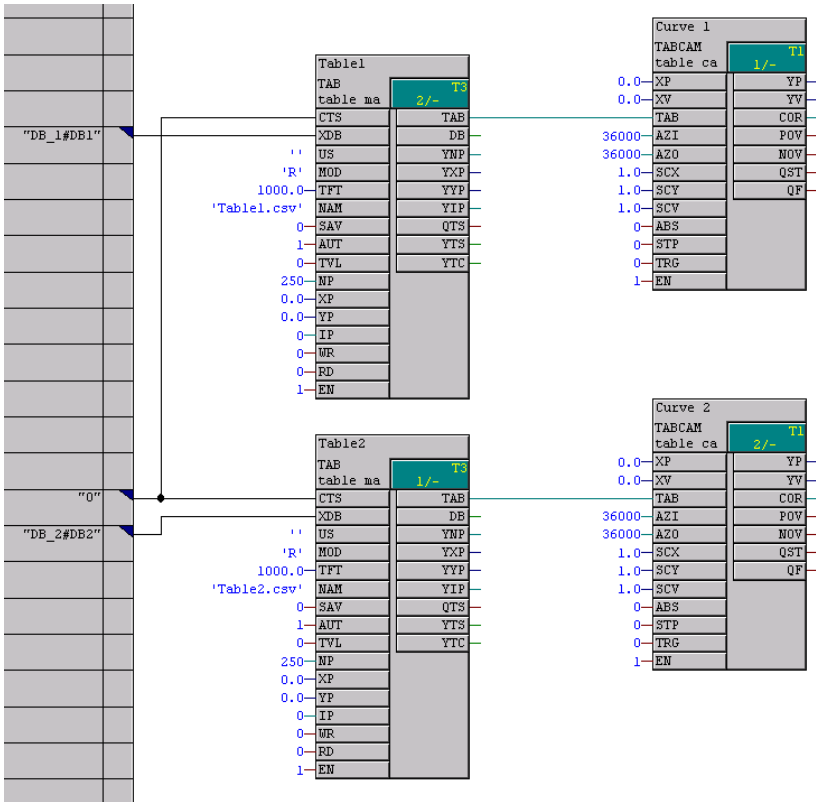 Curve 1
TABCAM T1
table ca 1/-
0.0 XP YP
0.0 XV YV
TAB COR
36000 AZI POV
36000 AZO NOV
1.0 SCX QST
1.0 SCY QF
1.0 SCV
0 ABS
0 STP
0 TRG
1 EN
Table1
TAB T3
table ma 2/-
CTS TAB
"DB_1#DB1" XDB DB
'' US YNP
'R' MOD YXP
1000.0 TFT YYP
'Table1.csv' NAM YIP
0 SAV QTS
1 AUT YTS
0 TVL YTC
250 NP
0.0 XP
0.0 YP
0 IP
0 WR
0 RD
1 EN
Curve 2
TABCAM T1
table ca 2/-
0.0 XP YP
0.0 XV YV
TAB COR
36000 AZI POV
36000 AZO NOV
1.0 SCX QST
1.0 SCY QF
1.0 SCV
0 ABS
0 STP
0 TRG
1 EN
Table2
TAB T3
table ma 1/-
"0" CTS TAB
"DB_2#DB2" XDB DB
'' US YNP
'R' MOD YXP
1000.0 TFT YYP
'Table2.csv' NAM YIP
0 SAV QTS
1 AUT YTS
0 TVL YTC
250 NP
0.0 XP
0.0 YP
0 IP
0 WR
0 RD
1 EN